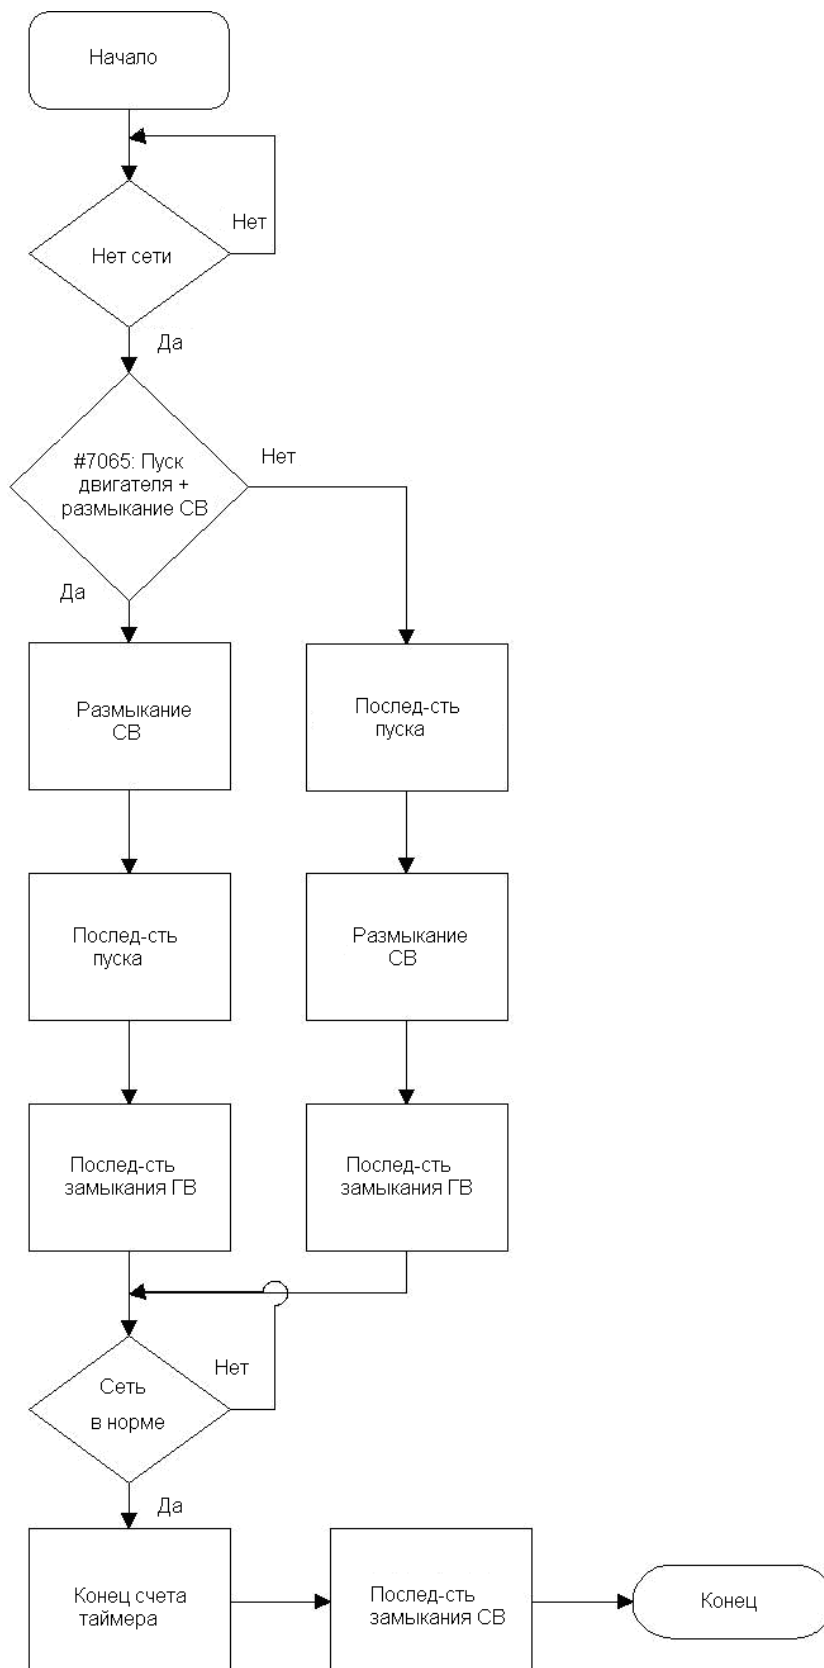 Начало
Нет
Нет сети
Да
#7065: Пуск
двигателя +
размыкание СВ
Нет
Да
Размыкание
СВ
Послед-сть
пуска
Послед-сть
пуска
Размыкание
СВ
Послед-сть
замыкания ГВ
Послед-сть
замыкания ГВ
Нет
Сеть
в норме
Да
Конец счета
таймера
Послед-сть
замыкания СВ
Конец